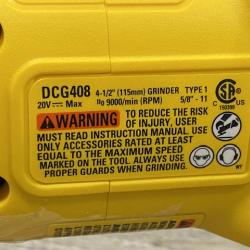 DCG408 4-1/2" (115mm) GRINDER TYPE 1
20V⎓ Max n₀ 9000/min (RPM) 5/8" - 11
WARNING TO REDUCE THE RISK
OF INJURY, USER
MUST READ INSTRUCTION MANUAL. USE
ONLY ACCESSORIES RATED AT LEAST
EQUAL TO MAXIMUM SPEED
MARKED ON THE TOOL. ALWAYS USE
PROPER GUARDS WHEN GRINDING.